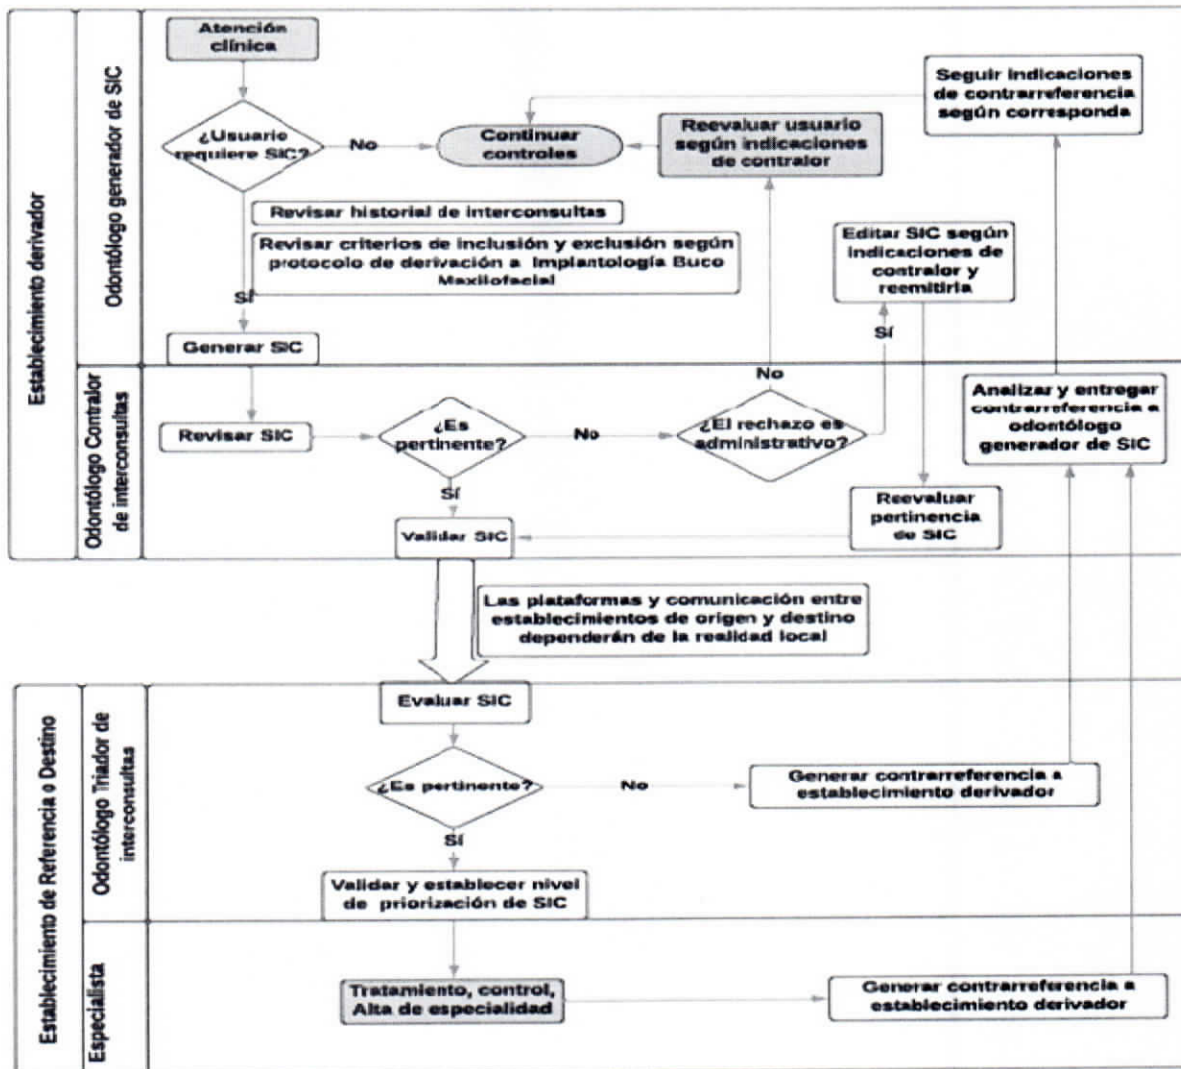 Establecimiento derivador
Odontólogo generador de SIC
Atención
clínica
¿Usuario
requiere SIC?
No
Continuar
controles
Reevaluar usuario
según indicaciones
de contralor
Seguir indicaciones
de contrarreferencia
según corresponda
Revisar historial de interconsultas
Revisar criterios de inclusión y exclusión según
protocolo de derivación a Implantología Buco
Maxilofacial
Sí
Generar SIC
Editar SIC según
indicaciones de
contralor y
reemitirla
Sí
No
Odontólogo Contralor
de interconsultas
Revisar SIC
¿Es
pertinente?
No
¿El rechazo es
administrativo?
Analizar y entregar
contrarreferencia a
odontólogo
generador de SIC
Sí
Validar SIC
Reevaluar
pertinencia
de SIC
Las plataformas y comunicación entre
establecimientos de origen y destino
dependerán de la realidad local
Establecimiento de Referencia o Destino
Odontólogo Triador de
interconsultas
Evaluar SIC
¿Es pertinente?
No
Generar contrarreferencia a
establecimiento derivador
Sí
Validar y establecer nivel
de priorización de SIC
Especialista
Tratamiento, control,
Alta de especialidad
Generar contrarreferencia a
establecimiento derivador